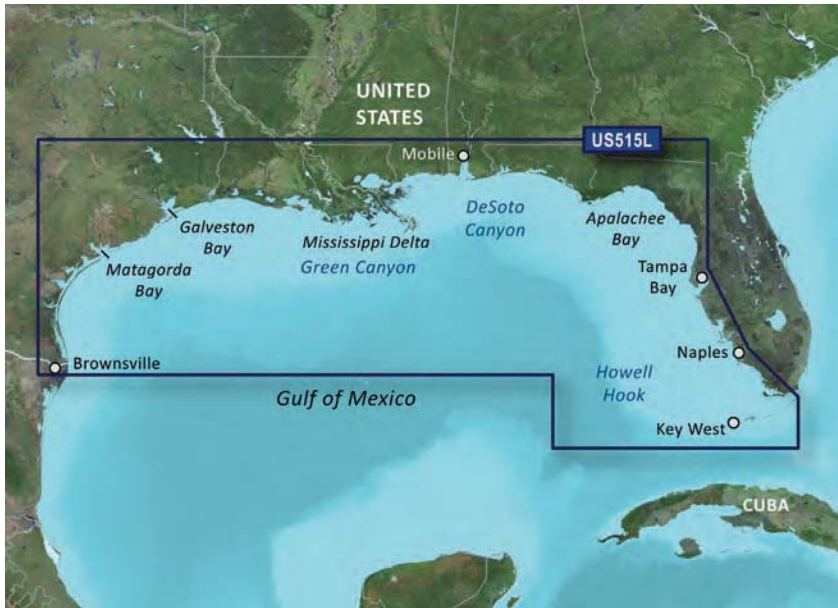 UNITED
STATES
US515L
Mobile
DeSoto
Canyon
Apalachee
Bay
Galveston
Bay
Mississippi Delta
Green Canyon
Matagorda
Bay
Tampa
Bay
Naples
Brownsville
Howell
Hook
Gulf of Mexico
Key West
CUBA